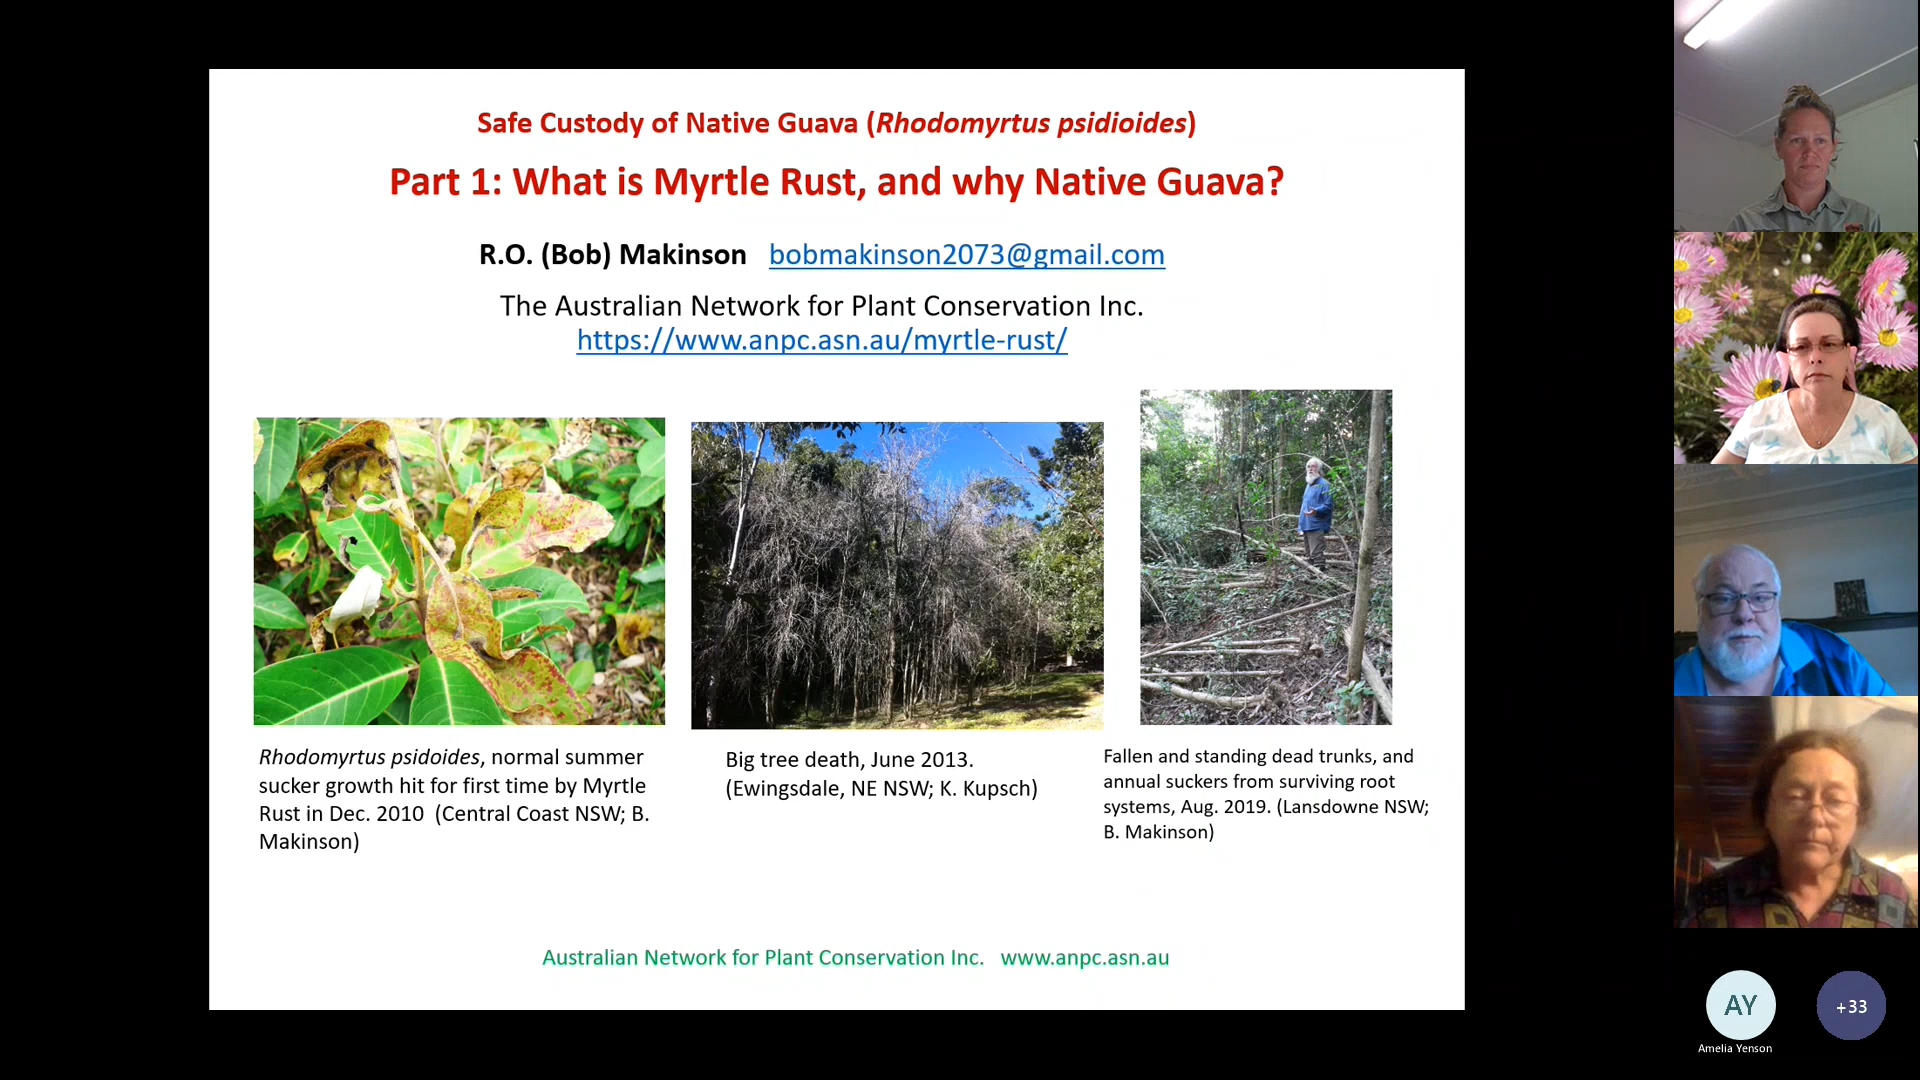 Safe Custody of Native Guava (Rhodomyrtus psidioides)
Part 1: What is Myrtle Rust, and why Native Guava?
R.O. (Bob) Makinson bobmakinson2073@gmail.com
The Australian Network for Plant Conservation Inc.
https://www.anpc.asn.au/myrtle-rust/
Rhodomyrtus psidoides, normal summer
sucker growth hit for first time by Myrtle
Rust in Dec. 2010 (Central Coast NSW; B.
Makinson)
Big tree death, June 2013.
(Ewingsdale, NE NSW; K. Kupsch)
Fallen and standing dead trunks, and
annual suckers from surviving root
systems, Aug. 2019. (Lansdowne NSW;
B. Makinson)
Australian Network for Plant Conservation Inc. www.anpc.asn.au
AY
+33
Amelia Yenson